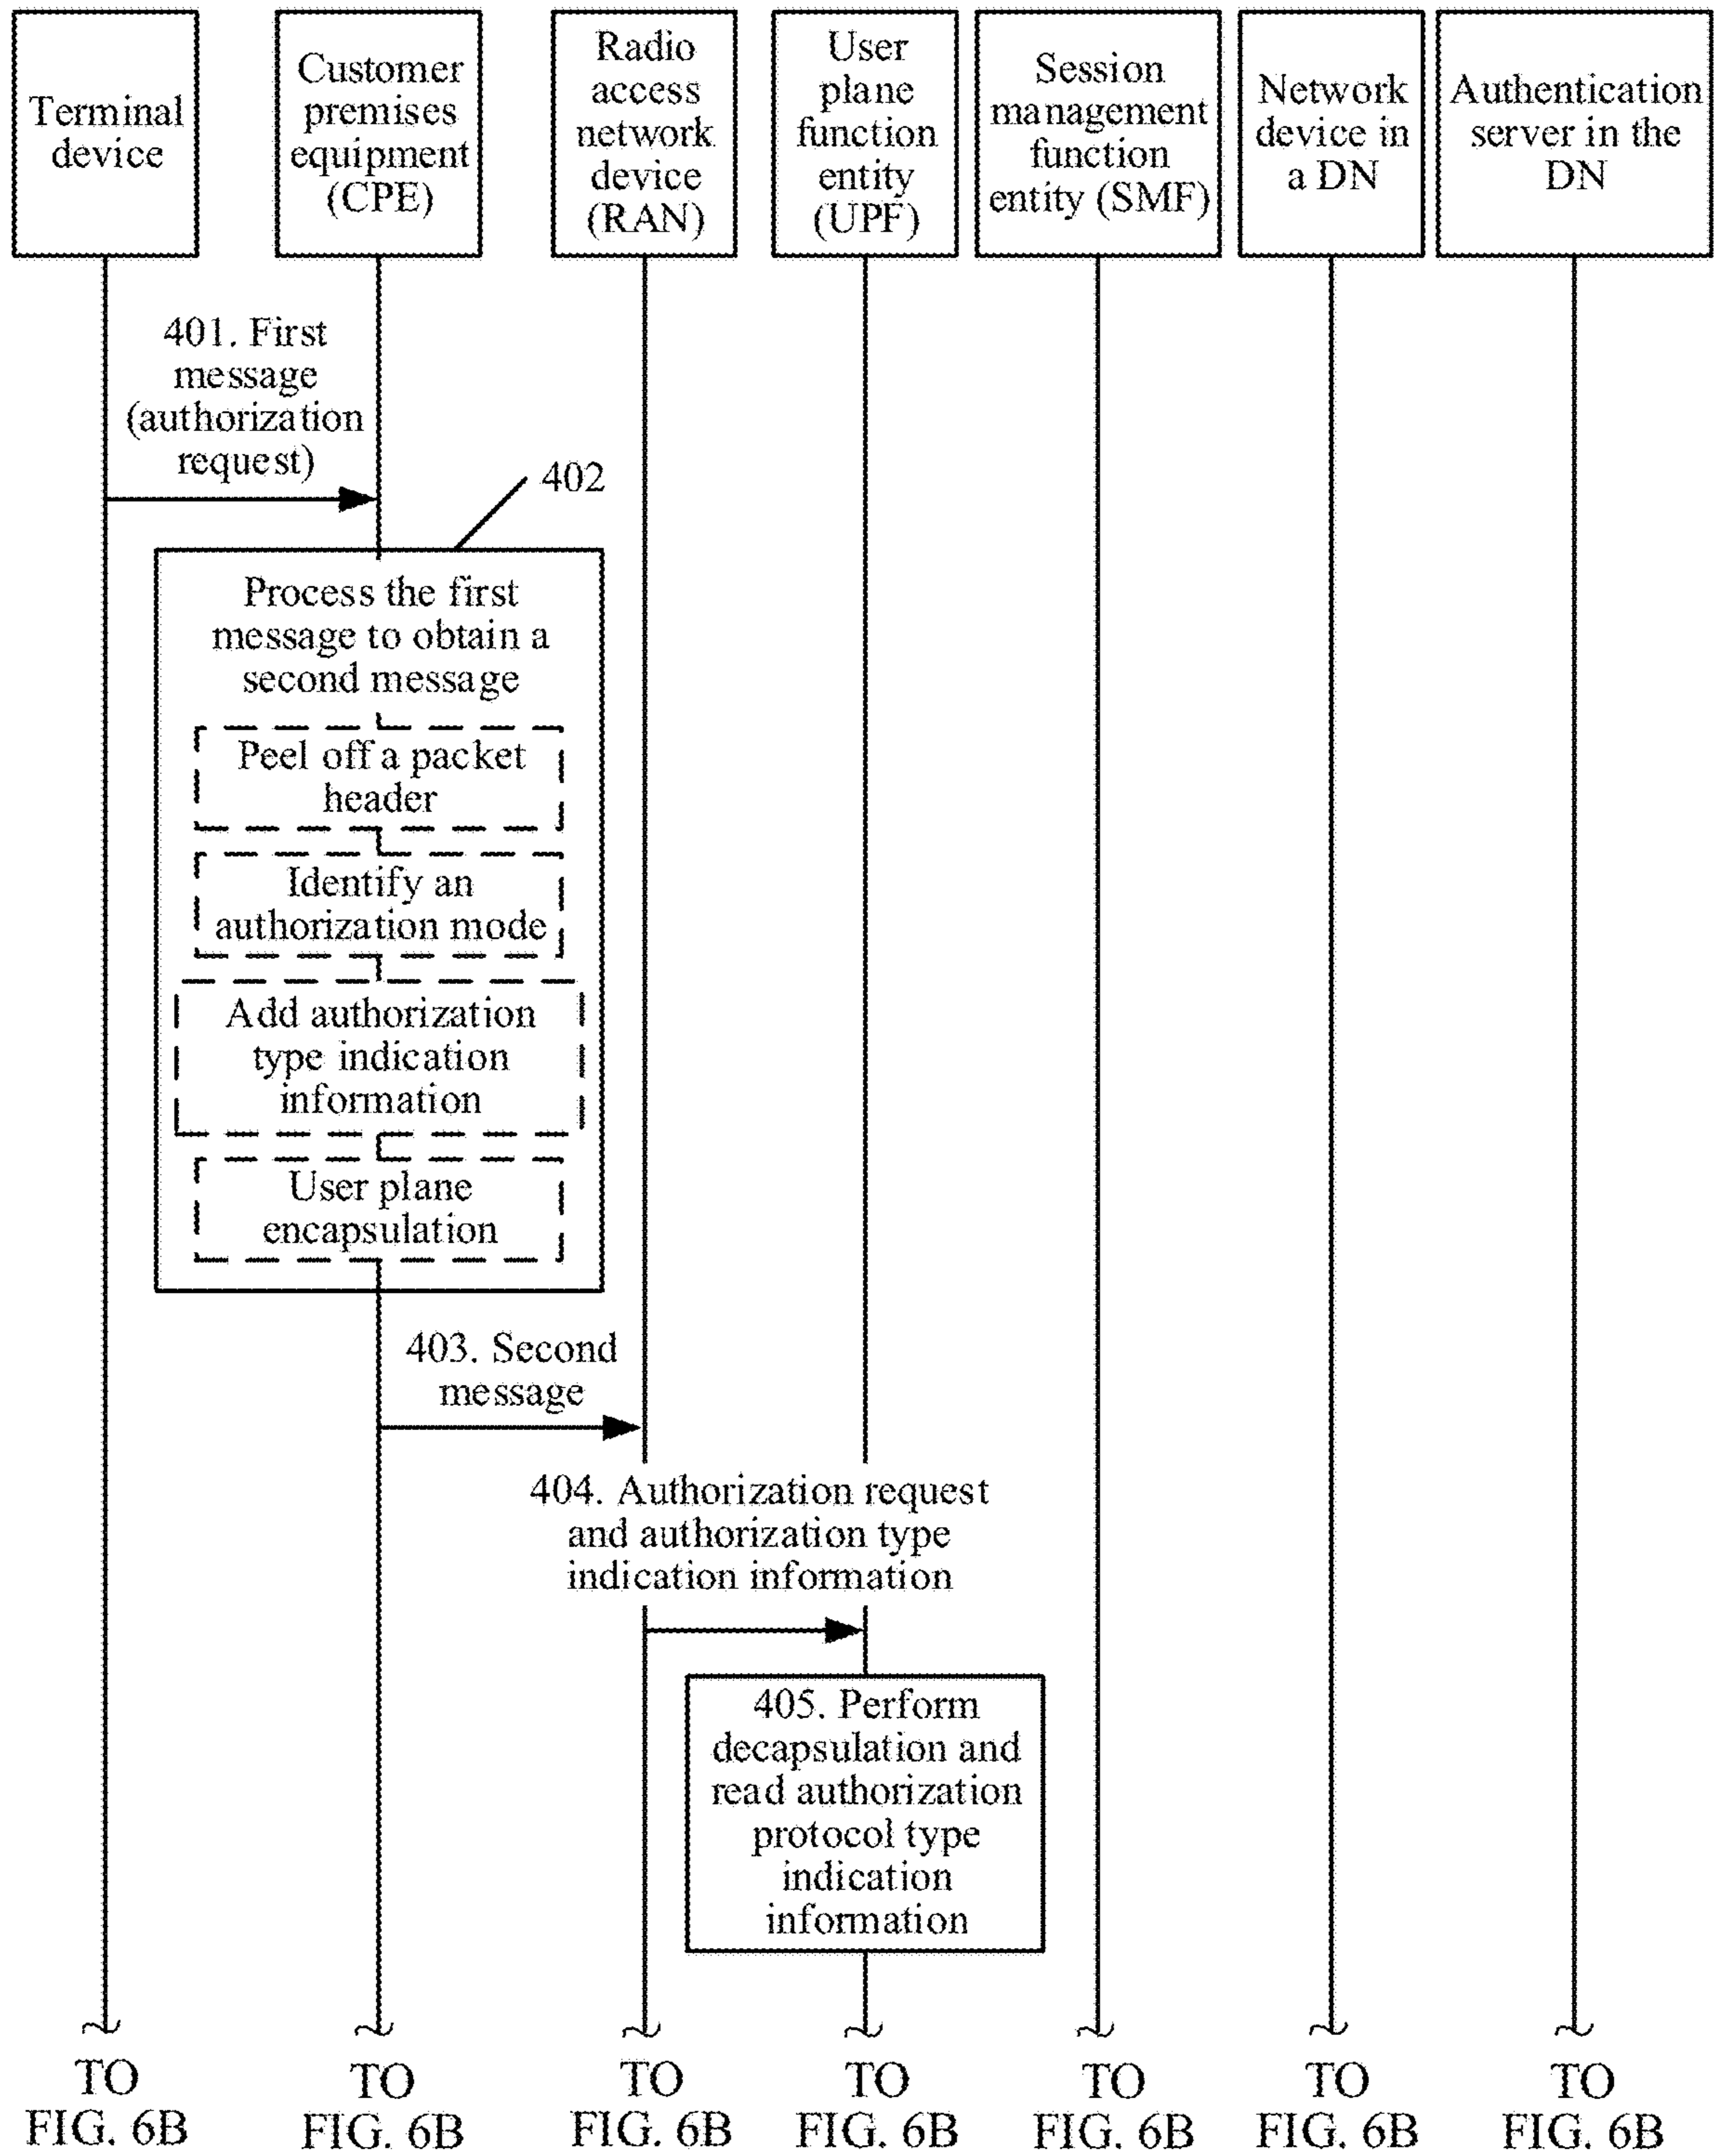 Terminal
device
Customer
premises
equipment
(CPE)
Radio
access
network
device
(RAN)
User
plane
function
entity
(UPF)
Session
management
function
entity (SMF)
Network
device in
a DN
Authentication
server in the
DN
401. First
message
(authorization
request)
402
Process the first
message to obtain a
second message
Peel off a packet
header
Identify an
authorization mode
Add authorization
type indication
information
User plane
encapsulation
403. Second
message
404. Authorization request
and authorization type
indication information
405. Perform
decapsulation and
read authorization
protocol type
indication
information
TO
FIG. 6B
TO
FIG. 6B
TO
FIG. 6B
TO
FIG. 6B
TO
FIG. 6B
TO
FIG. 6B
TO
FIG. 6B